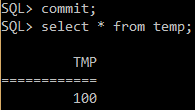 SQL> commit;
SQL> select * from temp;
TMP
============
100